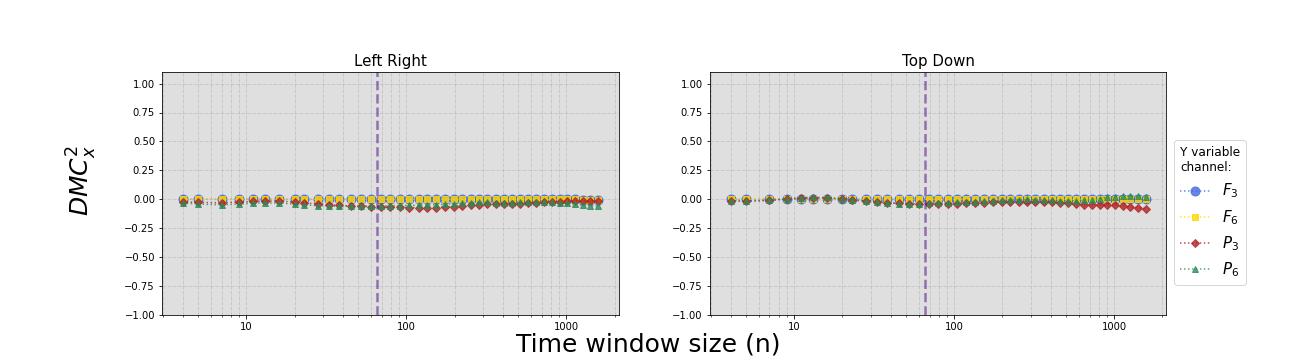 Left Right
Top Down
DMC²ₓ
1.00
0.75
0.50
0.25
0.00
−0.25
−0.50
−0.75
−1.00
10
100
1000
1.00
0.75
0.50
0.25
0.00
−0.25
−0.50
−0.75
−1.00
10
100
1000
Y variable
channel:
F₃
F₆
P₃
P₆
Time window size (n)